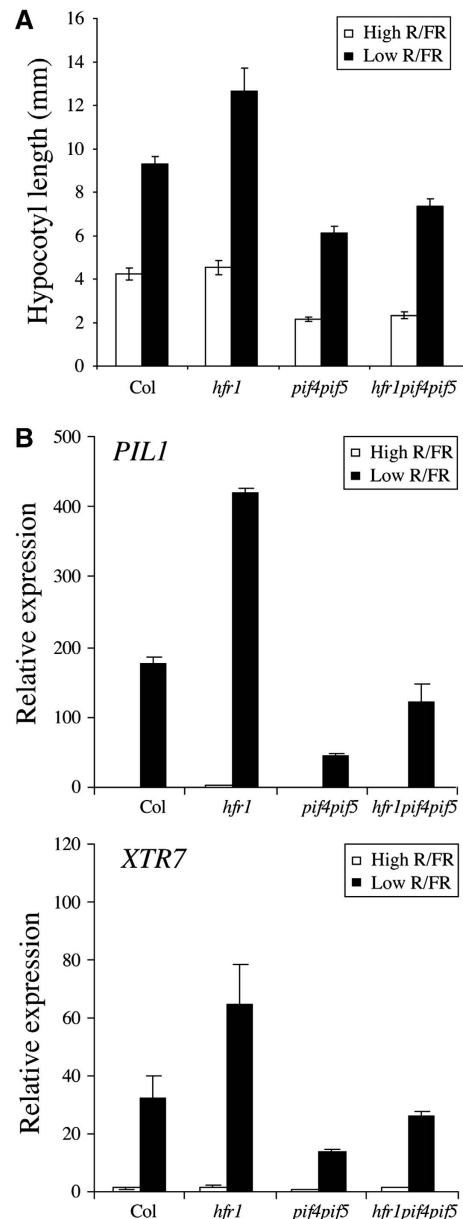 A
High R/FR
Low R/FR
Hypocotyl length (mm)
16
14
12
10
8
6
4
2
0
Col
hfr1
pif4pif5
hfr1pif4pif5
B
PIL1
High R/FR
Low R/FR
Relative expression
500
400
300
200
100
0
Col
hfr1
pif4pif5
hfr1pif4pif5
XTR7
High R/FR
Low R/FR
Relative expression
120
100
80
60
40
20
0
Col
hfr1
pif4pif5
hfr1pif4pif5